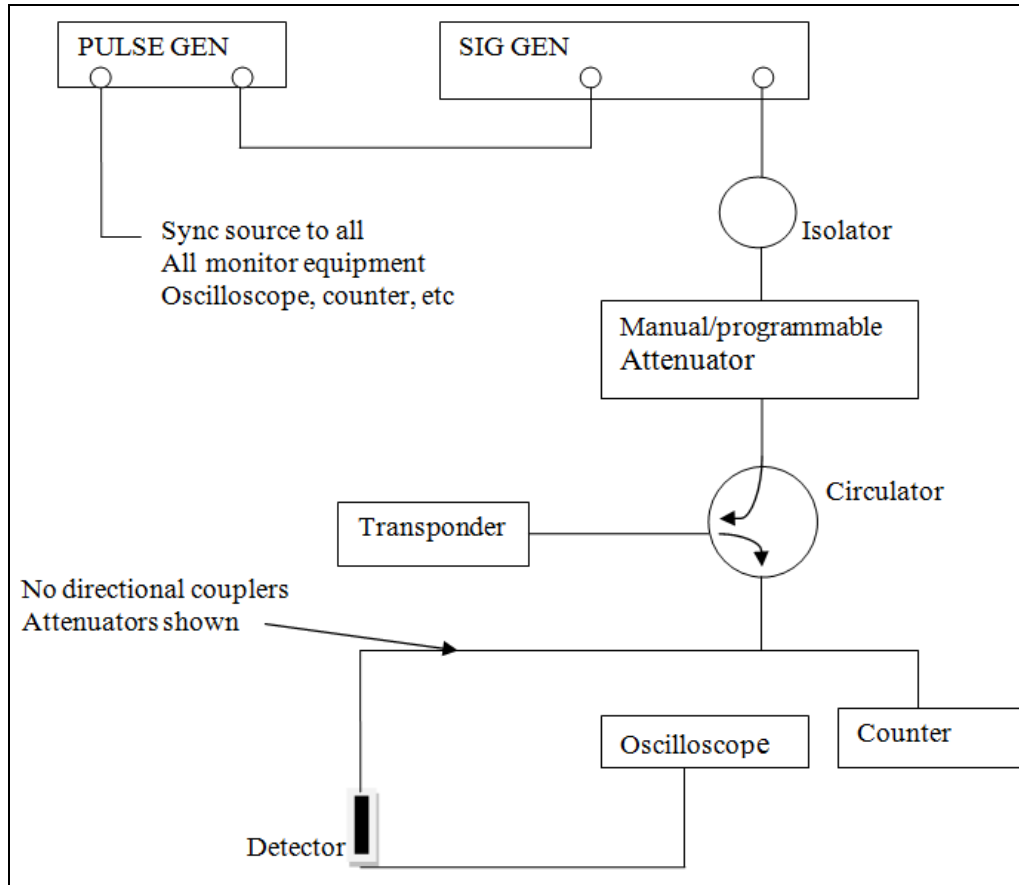 PULSE GEN
SIG GEN
Sync source to all
All monitor equipment
Oscilloscope, counter, etc
Isolator
Manual/programmable
Attenuator
Circulator
Transponder
No directional couplers
Attenuators shown
Oscilloscope
Counter
Detector